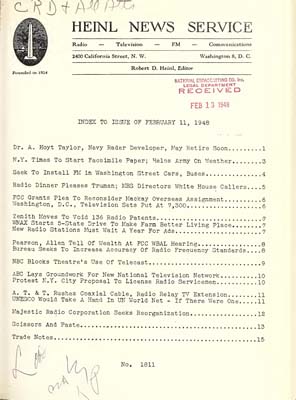 CRD + All Atts
HEINL NEWS SERVICE
Radio — Television — FM — Communications
2400 California Street, N. W. Washington 8, D. C.
Robert D. Heinl, Editor
Founded in 1924
NATIONAL BROADCASTING CO. Inc.
LEGAL DEPARTMENT
RECEIVED
FEB 13 1948
INDEX TO ISSUE OF FEBRUARY 11, 1948
Dr. A. Hoyt Taylor, Navy Radar Developer, May Retire Soon........1
N.Y. Times To Start Facsimile Paper; Helps Army On Weather.......3
Seek To Install FM in Washington Street Cars, Buses..............4
Radio Dinner Pleases Truman; MBS Directors White House Callers...5
FCC Grants Plea To Reconsider Mackay Overseas Assignment.........6
Washington, D.C., Television Sets Put At 7,300...................6
Zenith Moves To Void 136 Radio Patents...........................7
WNAX Starts 5-State Drive To Make Farm Better Living Place.......7
New Radio Stations Must Wait A Year For Ads......................7
Pearson, Allen Tell Of Wealth At FCC WBAL Hearing................8
Bureau Seeks To Increase Accuracy Of Radio Frequency Standards...8
NBC Blocks Theatre's Use Of Telecast.............................9
ABC Lays Groundwork For New National Television Network.........10
Protest N.Y. City Proposal To License Radio Servicemen..........10
A. T. & T. Rushes Coaxial Cable, Radio Relay TV Extension.......11
UNESCO Would Take A Hand In UN World Net - If There Were One....11
Majestic Radio Corporation Seeks Reorganization.................12
Scissors And Paste..............................................13
Trade Notes.....................................................15
No. 1811